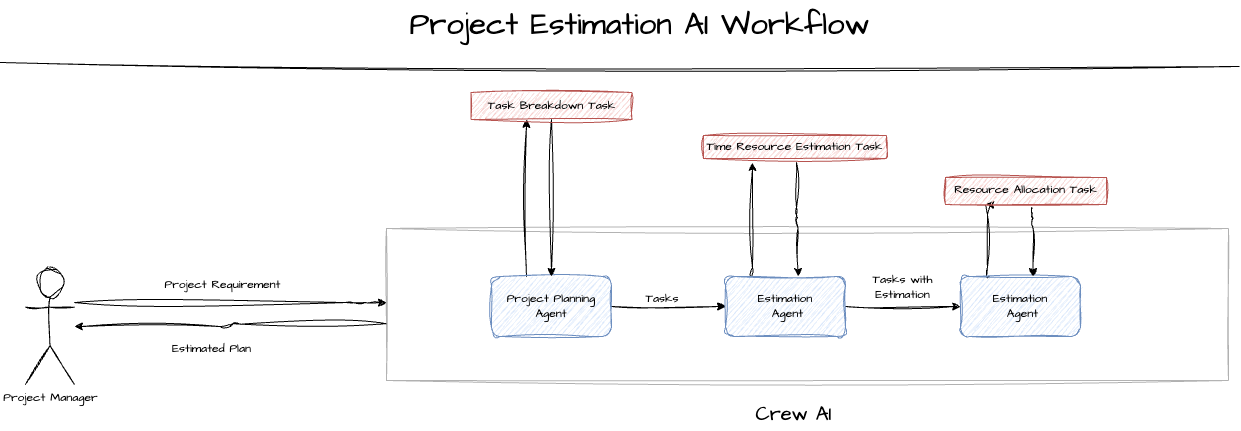 Project Estimation AI Workflow
Task Breakdown Task
Time Resource Estimation Task
Resource Allocation Task
Project Requirement
Estimated Plan
Project Manager
Project Planning
Agent
Tasks
Estimation
Agent
Tasks with
Estimation
Estimation
Agent
Crew AI